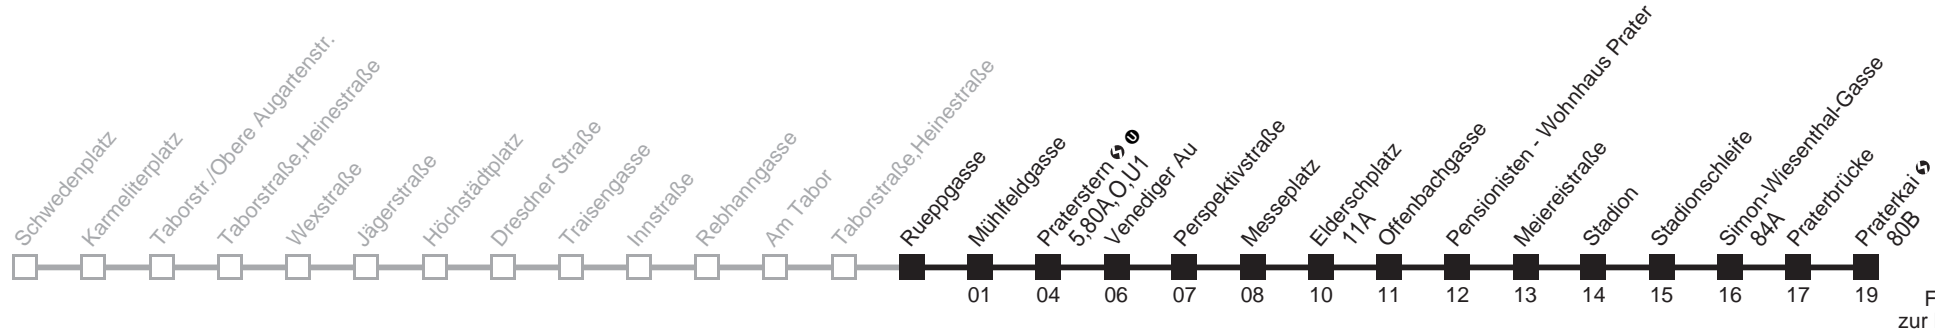 Schwedenplatz
Karmeliterplatz
Taborstr./Obere Augartenstr.
Taborstraße,Heinestraße
Wexstraße
Jägerstraße
Höchstädtplatz
Dresdner Straße
Traisengasse
Innstraße
Rebhanngasse
Am Tabor
Taborstraße,Heinestraße
Rueppgasse
Mühlfeldgasse
Praterstern S U
5,80A,O,U1
Venediger Au
Perspektivstraße
Messeplatz
Elderschplatz
11A
Offenbachgasse
Pensionisten - Wohnhaus Prater
Meiereistraße
Stadion
Stadionschleife
Simon-Wiesenthal-Gasse
84A
Praterbrücke
Praterkai S
80B
01 04 06 07 08 10 11 12 13 14 15 16 17 19
F
zur